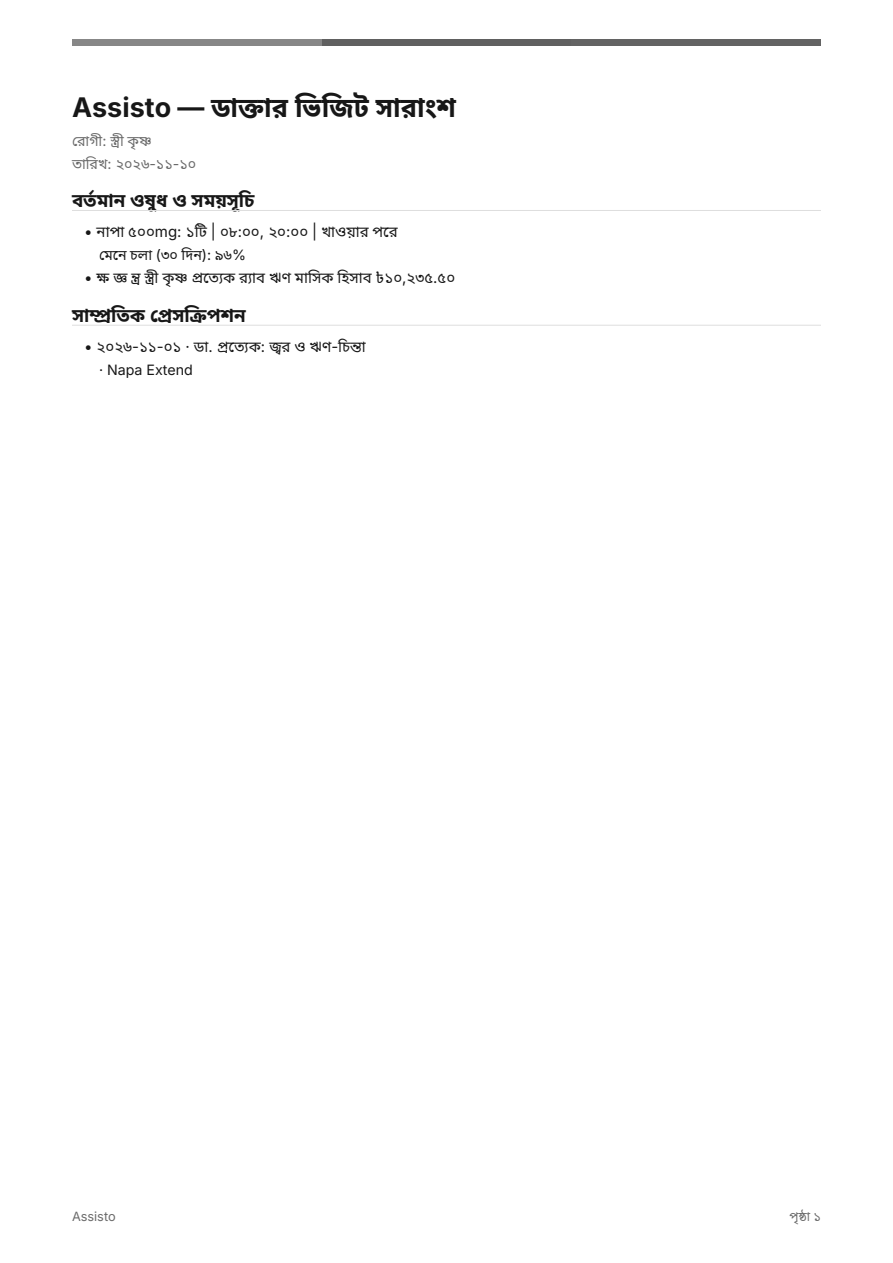 Assisto — ডাক্তার ভিজিট সারাংশ
রোগী: স্ত্রী কৃষ্ণ
তারিখ: ২০২৬-১১-১০
বর্তমান ওষুধ ও সময়সূচি
• নাপা ৫০০mg: ১টি | ০৮:০০, ২০:০০ | খাওয়ার পরে
মেনে চলা (৩০ দিন): ৯৬%
• ক্ষ জ্ঞ ন্ত্র স্ত্রী কৃষ্ণ প্রত্যেক র‍্যাব ঋণ মাসিক হিসাব ৳১০,২৩৫.৫০
সাম্প্রতিক প্রেসক্রিপশন
• ২০২৬-১১-০১ · ডা. প্রত্যেক: জ্বর ও ঋণ-চিন্তা
· Napa Extend
Assisto
পৃষ্ঠা ১